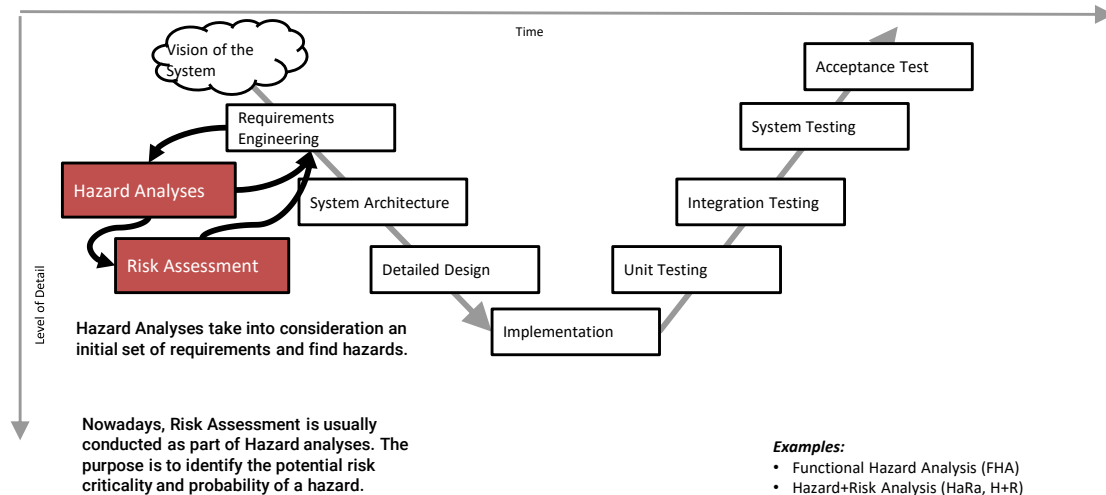 Time
Vision of the
System
Acceptance Test
Requirements
Engineering
System Testing
Hazard Analyses
System Architecture
Integration Testing
Risk Assessment
Detailed Design
Unit Testing
Level of Detail
Implementation
Hazard Analyses take into consideration an
initial set of requirements and find hazards.
Nowadays, Risk Assessment is usually
conducted as part of Hazard analyses. The
purpose is to identify the potential risk
criticality and probability of a hazard.
Examples:
• Functional Hazard Analysis (FHA)
• Hazard+Risk Analysis (HaRa, H+R)